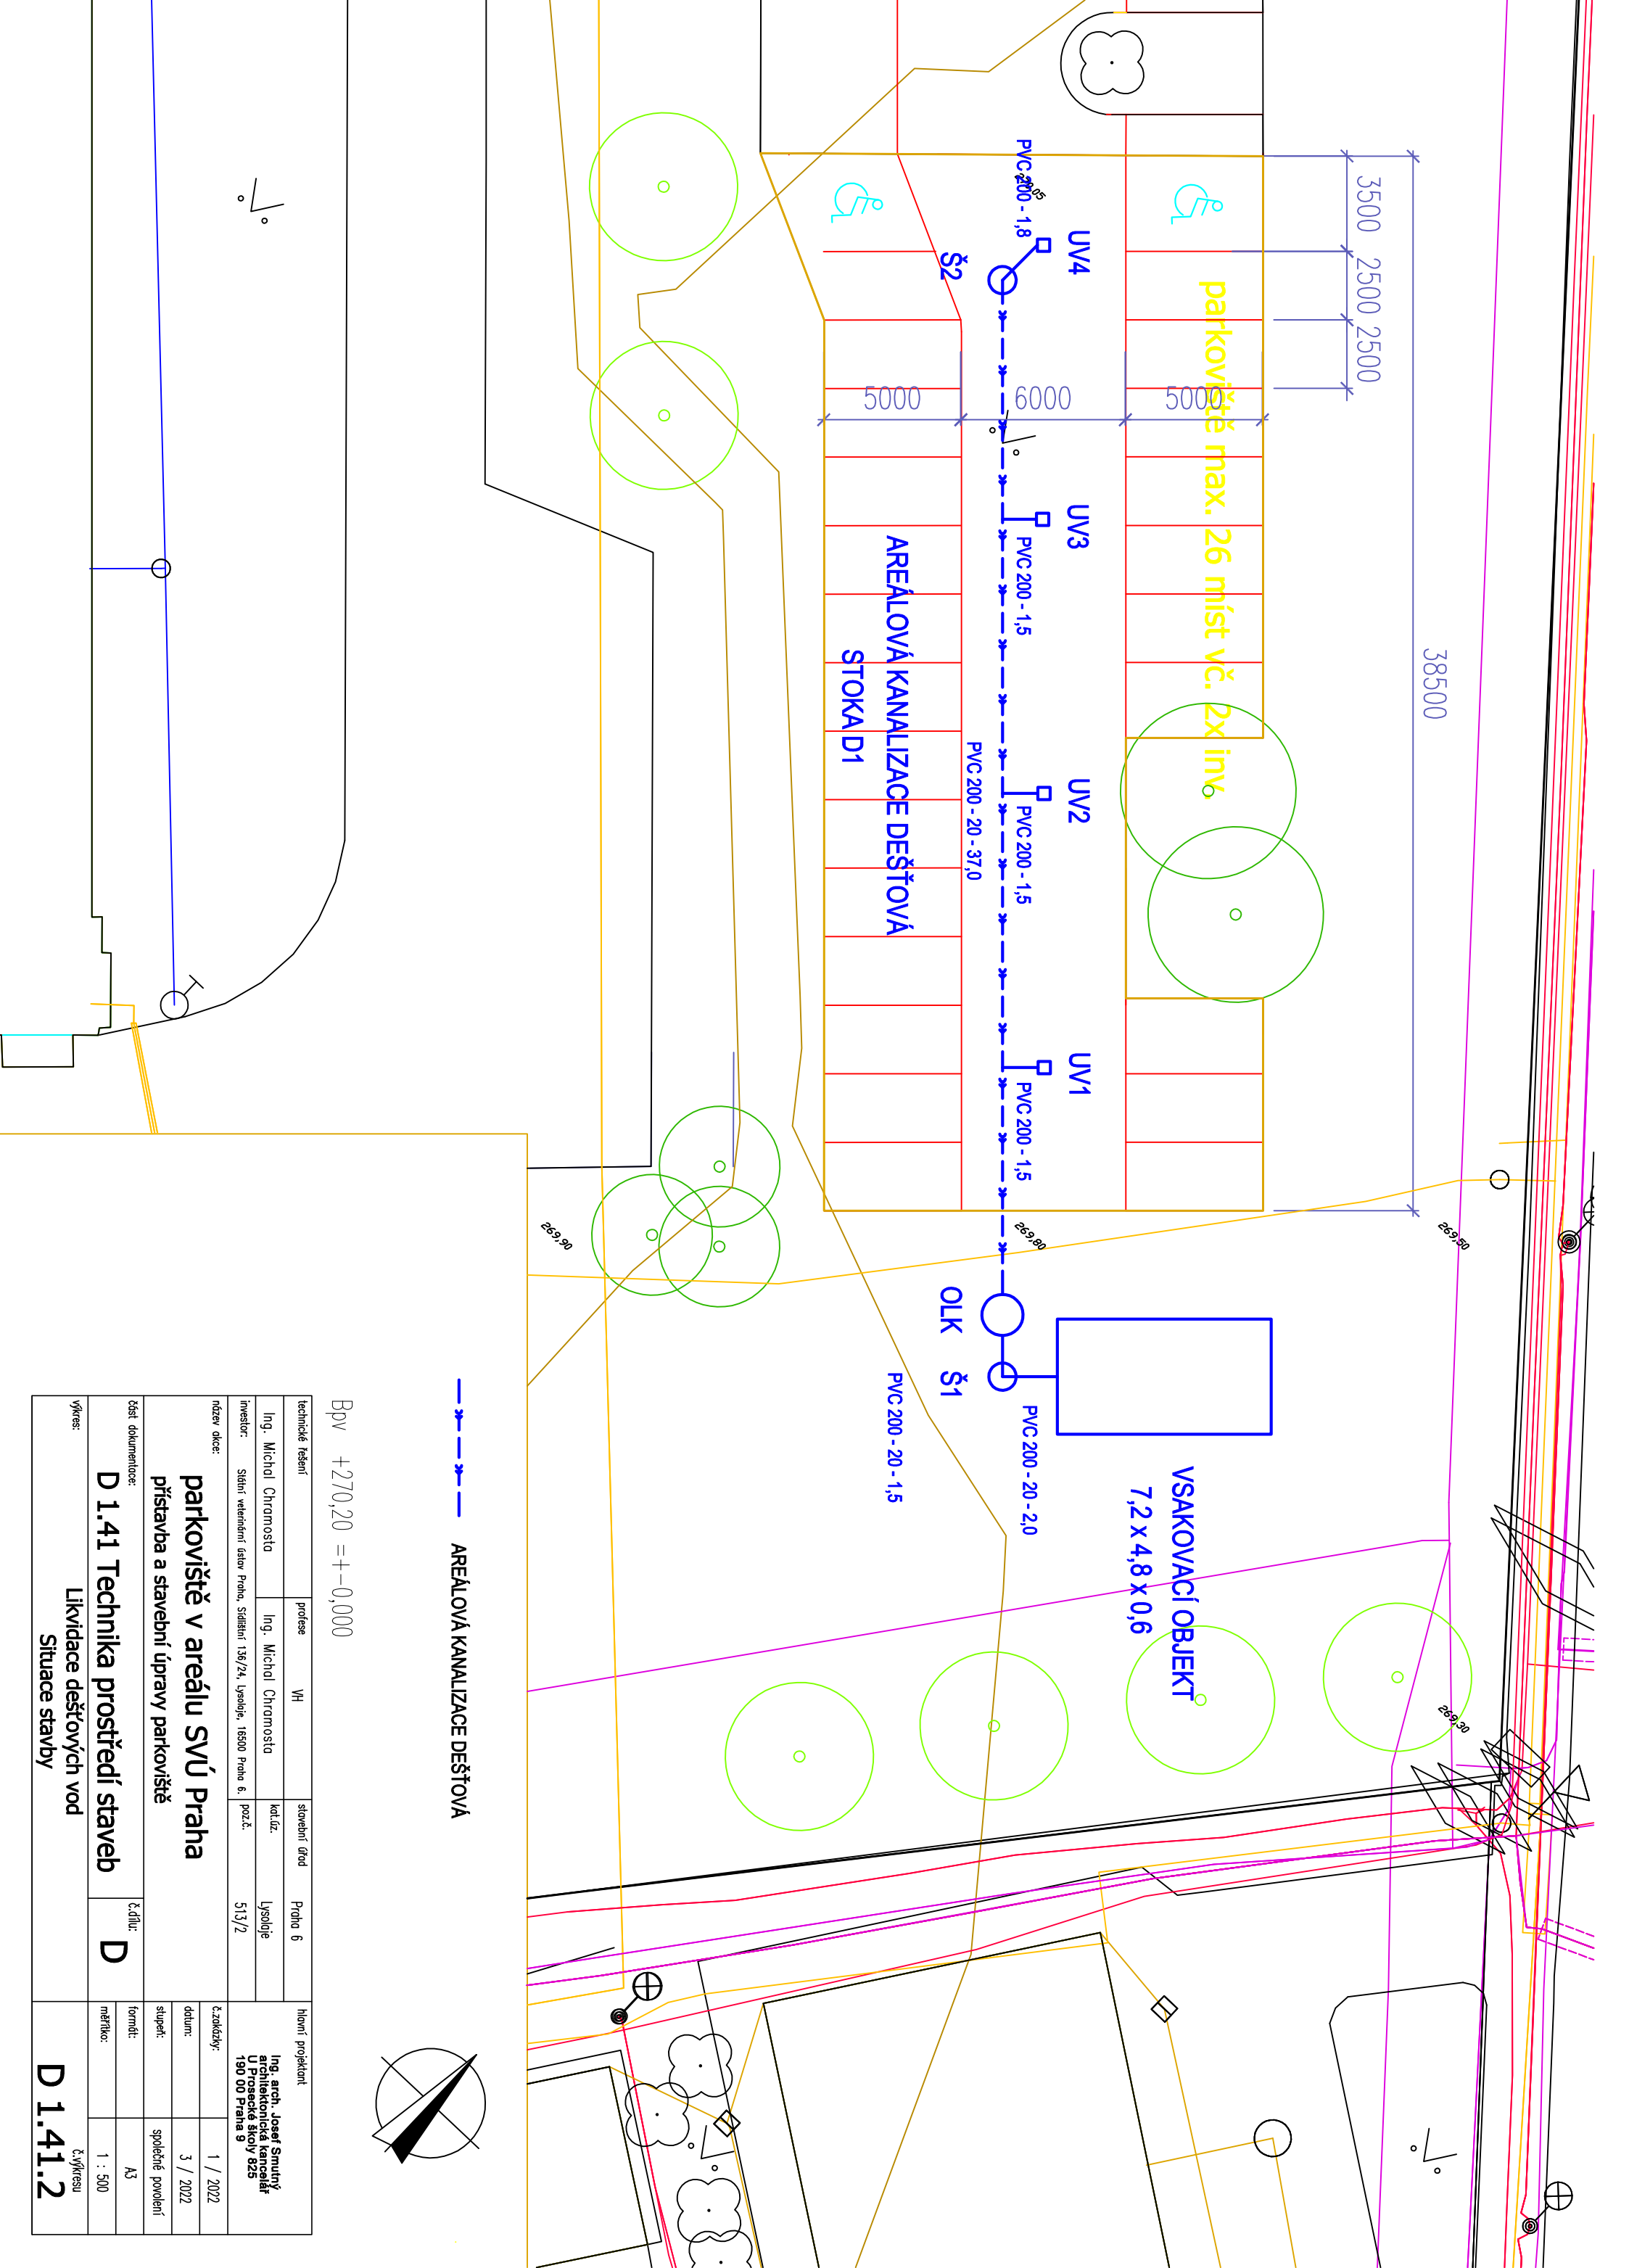 3500
2500
2500
38500
5000
6000
5000
parkoviště max. 26 míst vč. 2x inv.
PVC 200 - 1,8
UV4
Š2
UV3
PVC 200 - 1,5
UV2
PVC 200 - 1,5
PVC 200 - 20 - 37,0
UV1
PVC 200 - 1,5
AREÁLOVÁ KANALIZACE DEŠŤOVÁ
STOKA D1
269,90
269,80
269,50
269,30
OLK
Š1
PVC 200 - 20 - 1,5
PVC 200 - 20 - 2,0
VSAKOVACÍ OBJEKT
7,2 x 4,8 x 0,6
AREÁLOVÁ KANALIZACE DEŠŤOVÁ
Bpv +270,20 =+-0,000
technické řešení
profese
VH
stavební úřad
Praha 6
hlavní projektant
Ing. Michal Chramosta
Ing. Michal Chramosta
kat.úz.
Lysolaje
Ing. arch. Josef Smutný
architektonická kancelář
U Prosecké školy 825
190 00 Praha 9
investor:
Státní veterinární ústav Praha, Sídlištní 136/24, Lysolaje, 16500 Praha 6.
poz.č.
513/2
název akce:
parkoviště v areálu SVÚ Praha
přístavba a stavební úpravy parkoviště
č.zakázky:
1 / 2022
datum:
3 / 2022
stupeň:
společné povolení
část dokumentace:
D 1.41 Technika prostředí staveb
č.dílu:
D
formát:
A3
měřítko:
1 : 500
výkres:
Likvidace dešťových vod
Situace stavby
č.výkresu
D 1.41.2